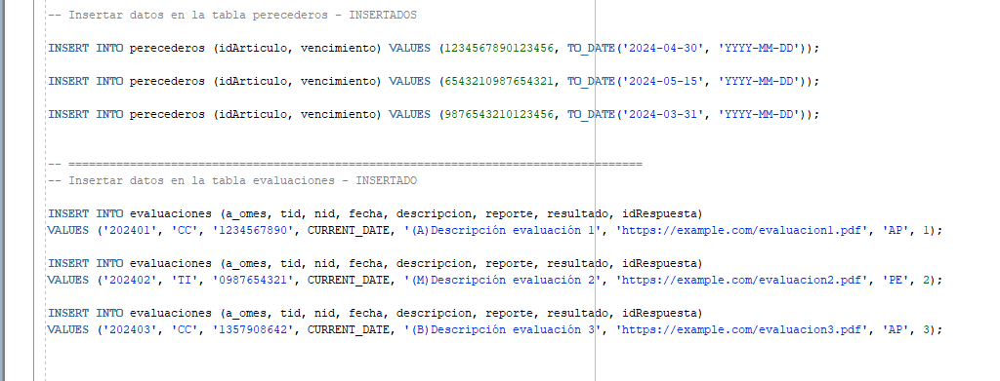 -- Insertar datos en la tabla perecederos - INSERTADOS
INSERT INTO perecederos (idArticulo, vencimiento) VALUES (1234567890123456, TO_DATE('2024-04-30', 'YYYY-MM-DD'));
INSERT INTO perecederos (idArticulo, vencimiento) VALUES (6543210987654321, TO_DATE('2024-05-15', 'YYYY-MM-DD'));
INSERT INTO perecederos (idArticulo, vencimiento) VALUES (9876543210123456, TO_DATE('2024-03-31', 'YYYY-MM-DD'));
-- ====================================================================================
-- Insertar datos en la tabla evaluaciones - INSERTADO
INSERT INTO evaluaciones (a_omes, tid, nid, fecha, descripcion, reporte, resultado, idRespuesta)
VALUES ('202401', 'CC', '1234567890', CURRENT_DATE, '(A)Descripción evaluación 1', 'https://example.com/evaluacion1.pdf', 'AP', 1);
INSERT INTO evaluaciones (a_omes, tid, nid, fecha, descripcion, reporte, resultado, idRespuesta)
VALUES ('202402', 'TI', '0987654321', CURRENT_DATE, '(M)Descripción evaluación 2', 'https://example.com/evaluacion2.pdf', 'PE', 2);
INSERT INTO evaluaciones (a_omes, tid, nid, fecha, descripcion, reporte, resultado, idRespuesta)
VALUES ('202403', 'CC', '1357908642', CURRENT_DATE, '(B)Descripción evaluación 3', 'https://example.com/evaluacion3.pdf', 'AP', 3);